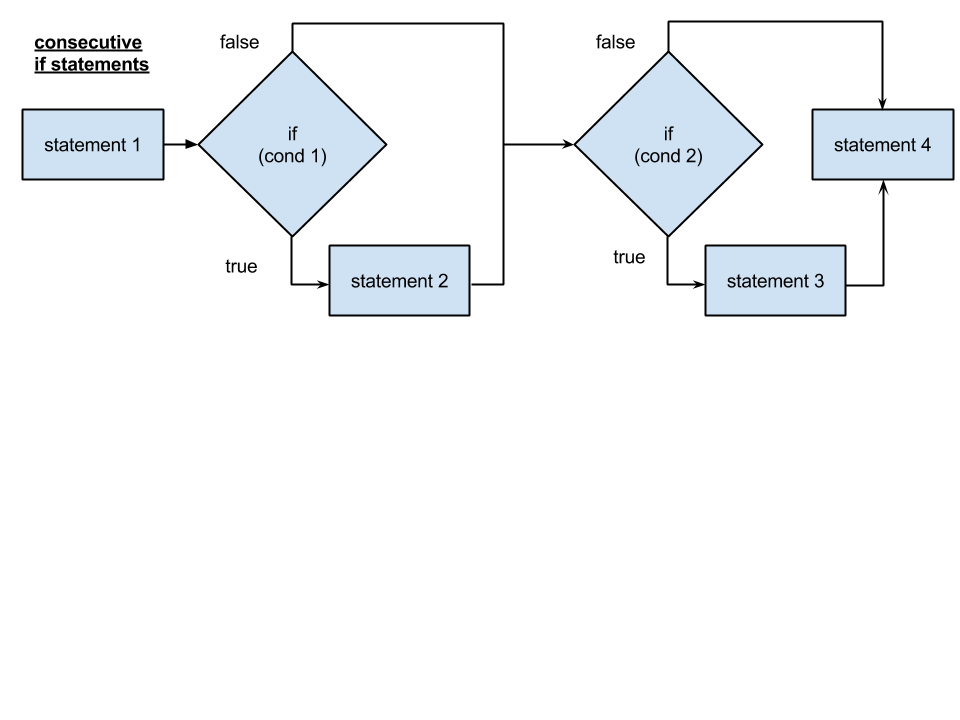 consecutive
if statements
false
false
statement 1
if
(cond 1)
if
(cond 2)
statement 4
true
true
statement 2
statement 3